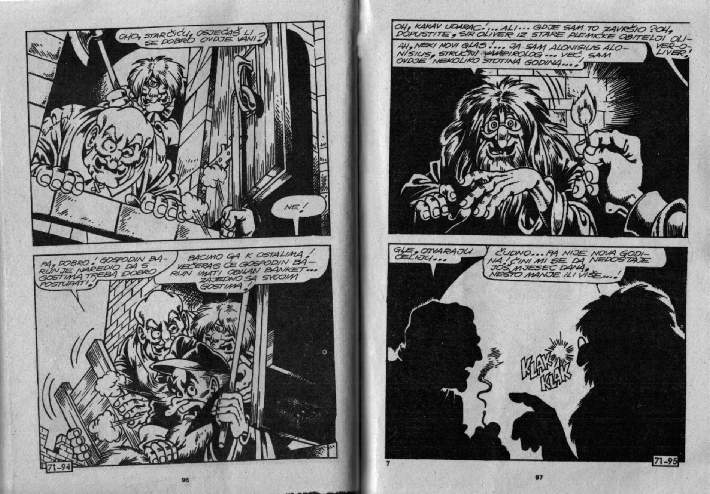 OHO, STARČIĆU, OSJEĆAŠ LI
SE DOBRO OVDJE VANI?
NE!
PA, DOBRO! GOSPODIN BA-
RUN JE NAREDIO DA S
GOSTIMA TREBA DOBRO
POSTUPATI!
BACIMO GA K OSTALIMA!
VEČERAS ĆE GOSPODIN BA-
RUN IMATI OBILAN BANKET...
ZAJEDNO SA SVOJIM
GOSTIMA!
71-94
96
OH, KAKAV UDARAC!... ALI... GDJE SAM TO ZAVRŠIO?
DOPUSTITE, SIR OLIVER IZ STARE PLEMIĆKE OBITELJI OLI-
VER-O-
LIVER!
AH, NEKI NOVI GLAS!... JA SAM ALONISIUS ALO-
NISIUS, STRUČNI VAMPIROLOG... VEĆ SAM
OVDJE NEKOLIKO STOTINA GODINA...!
GLE, OTVARAJU
ĆELIJU...
ČUDNO... PA NIJE NOVA GODI-
NA! ČINI MI SE DA NEDOSTAJE
JOŠ MJESEC DANA,
NEŠTO MANJE ILI VIŠE...!
KLAK
KLAK
7
97
71-95